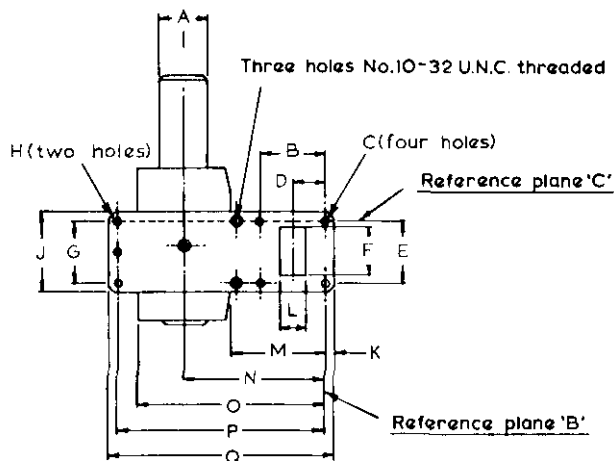 A
Three holes No.10-32 U.N.C. threaded
H(two holes)
B
C(four holes)
D
Reference plane 'C'
J
G
F
E
L
M
K
N
O
Reference plane 'B'
P
Q